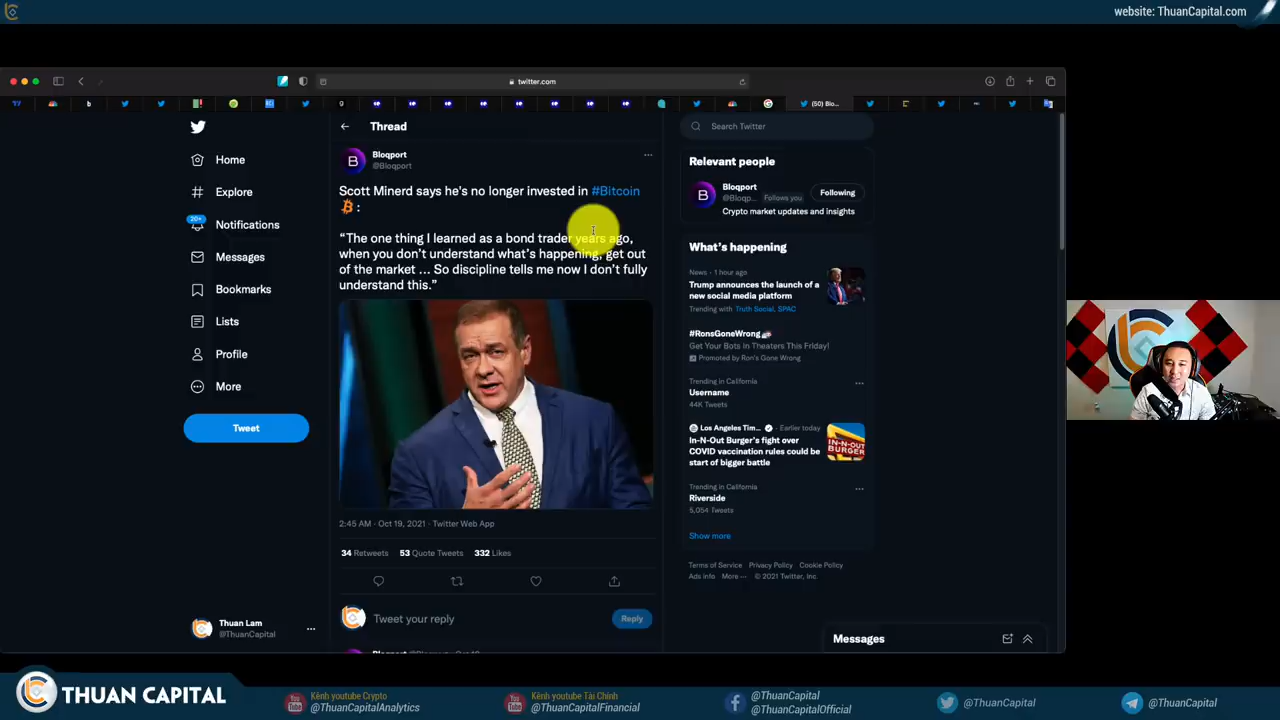 website: ThuanCapital.com
twitter.com
(50) Blo...
Home
Explore
20+
Notifications
Messages
Bookmarks
Lists
Profile
More
Tweet
Thuan Lam
@ThuanCapital
Thread
B
Bloqport
@Bloqport
Scott Minerd says he's no longer invested in #Bitcoin
:
“The one thing I learned as a bond trader years ago,
when you don't understand what's happening, get out
of the market ... So discipline tells me now I don't fully
understand this.”
2:45 AM · Oct 19, 2021 · Twitter Web App
34 Retweets 53 Quote Tweets 332 Likes
Tweet your reply
Reply
Search Twitter
Relevant people
B
Bloqport
@Bloqp... Follows you
Following
Crypto market updates and insights
What's happening
News · 1 hour ago
Trump announces the launch of a
new social media platform
Trending with Truth Social, SPAC
#RonsGoneWrong
Get Your Bots In Theaters This Friday!
Promoted by Ron's Gone Wrong
Trending in California
Username
44K Tweets
Los Angeles Tim... · Earlier today
In-N-Out Burger's fight over
COVID vaccination rules could be
start of bigger battle
IN-N-OUT
BURGER
Trending in California
Riverside
5,054 Tweets
Show more
Terms of Service Privacy Policy Cookie Policy
Ads info More ··· © 2021 Twitter, Inc.
Messages
THUAN CAPITAL
Kênh youtube Crypto
@ThuanCapitalAnalytics
Kênh youtube Tài Chính
@ThuanCapitalFinancial
@ThuanCapital
@ThuanCapitalOfficial
@ThuanCapital
@ThuanCapital